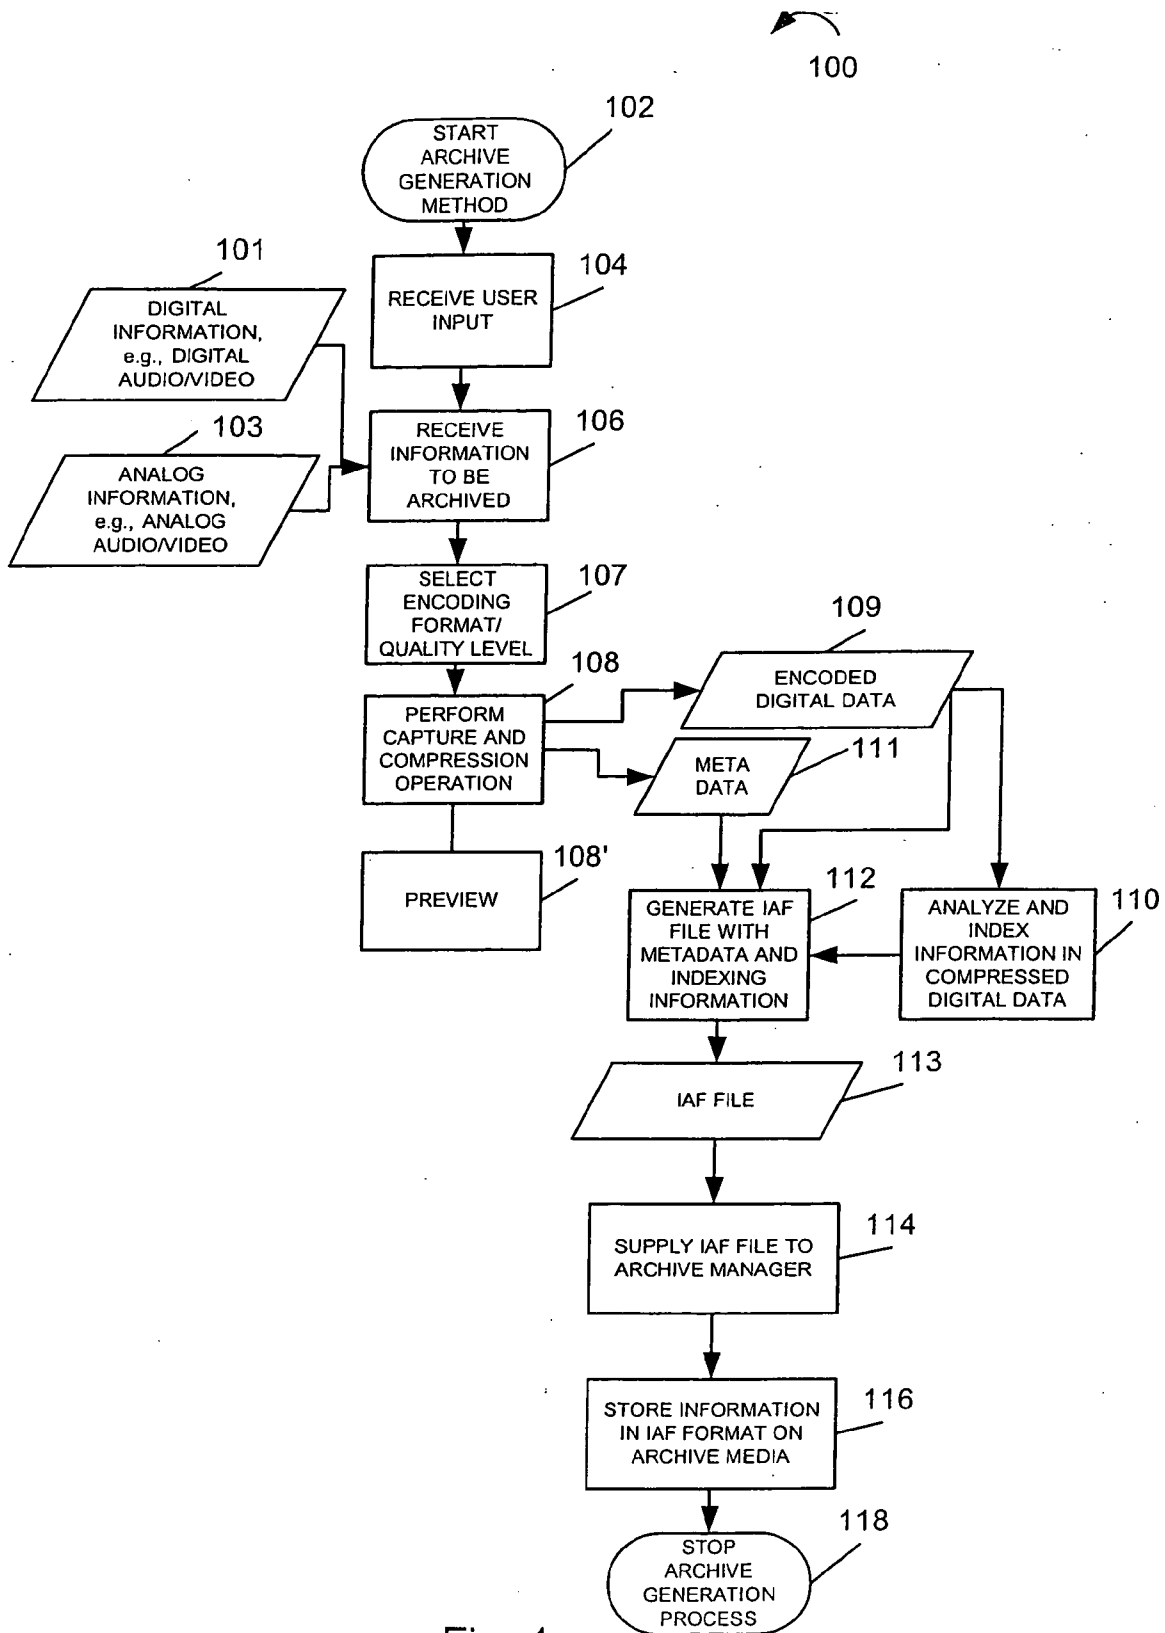 100
102
START
ARCHIVE
GENERATION
METHOD
101
104
DIGITAL
INFORMATION,
e.g., DIGITAL
AUDIO/VIDEO
RECEIVE USER
INPUT
103
106
RECEIVE
INFORMATION
TO BE
ARCHIVED
ANALOG
INFORMATION,
e.g., ANALOG
AUDIO/VIDEO
107
SELECT
ENCODING
FORMAT/
QUALITY LEVEL
109
108
ENCODED
DIGITAL DATA
PERFORM
CAPTURE AND
COMPRESSION
OPERATION
111
META
DATA
108'
PREVIEW
112
GENERATE IAF
FILE WITH
METADATA AND
INDEXING
INFORMATION
110
ANALYZE AND
INDEX
INFORMATION IN
COMPRESSED
DIGITAL DATA
113
IAF FILE
114
SUPPLY IAF FILE TO
ARCHIVE MANAGER
116
STORE INFORMATION
IN IAF FORMAT ON
ARCHIVE MEDIA
118
STOP
ARCHIVE
GENERATION
PROCESS